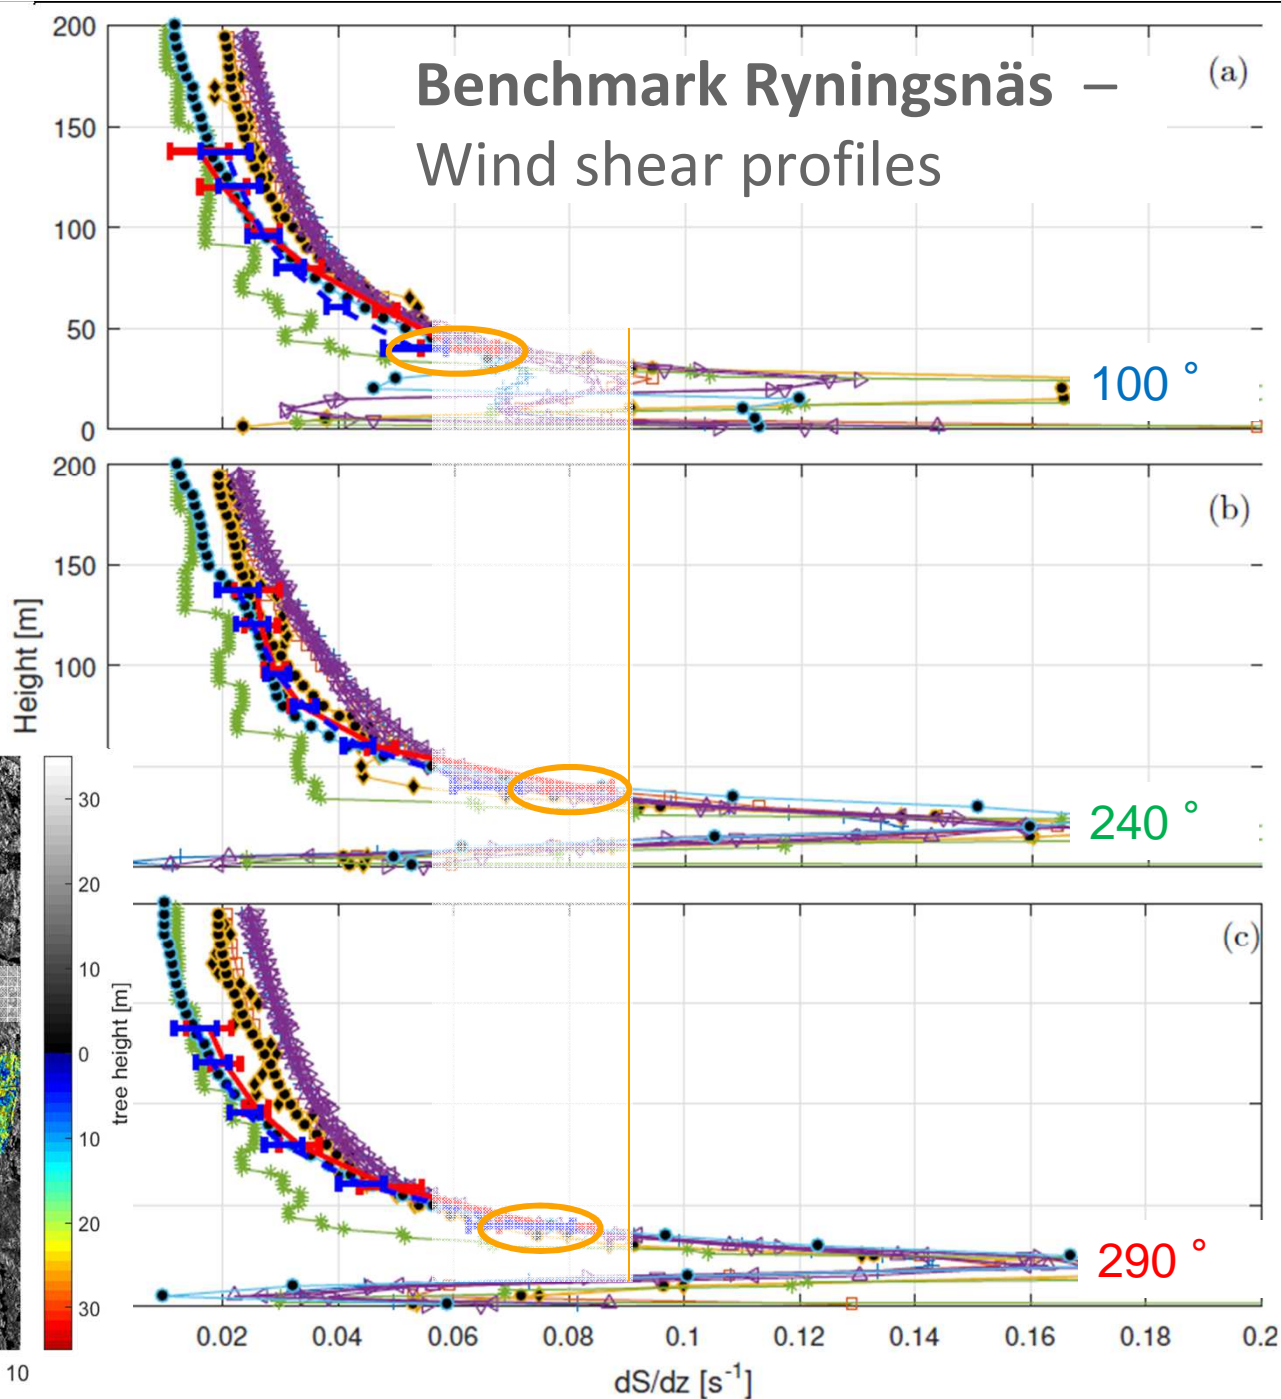 Benchmark Ryningsnäs –
Wind shear profiles
(a)
200
150
100
50
0
100 °
(b)
200
150
100
Height [m]
240 °
(c)
290 °
30
20
10
0
10
20
30
tree height [m]
10
0.02 0.04 0.06 0.08 0.1 0.12 0.14 0.16 0.18 0.2
dS/dz [s⁻¹]